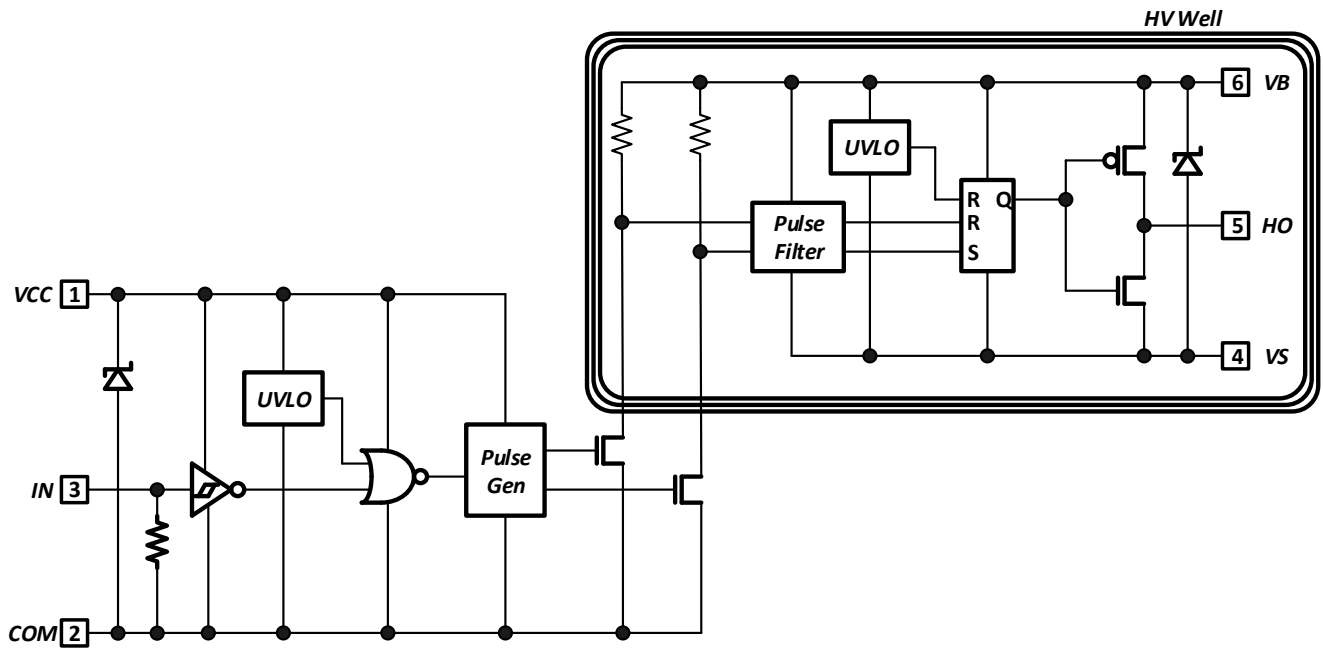 HV Well
6 VB
UVLO
R Q
Pulse
Filter
R
S
5 HO
VCC 1
4 VS
UVLO
Pulse
Gen
IN 3
COM 2